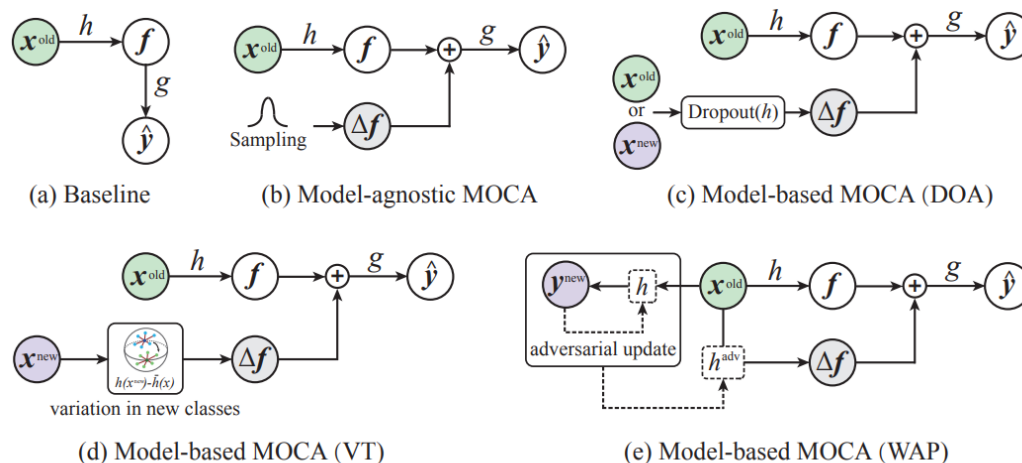 x^old h f
g
ŷ
(a) Baseline
x^old h f + g ŷ
Sampling Δf
(b) Model-agnostic MOCA
x^old h f + g ŷ
x^old
or Dropout(h) Δf
x^new
(c) Model-based MOCA (DOA)
x^old h f + g ŷ
x^new h(x^new)-h̄(x) Δf
variation in new classes
(d) Model-based MOCA (VT)
y^new h x^old h f + g ŷ
adversarial update
h^adv Δf
(e) Model-based MOCA (WAP)